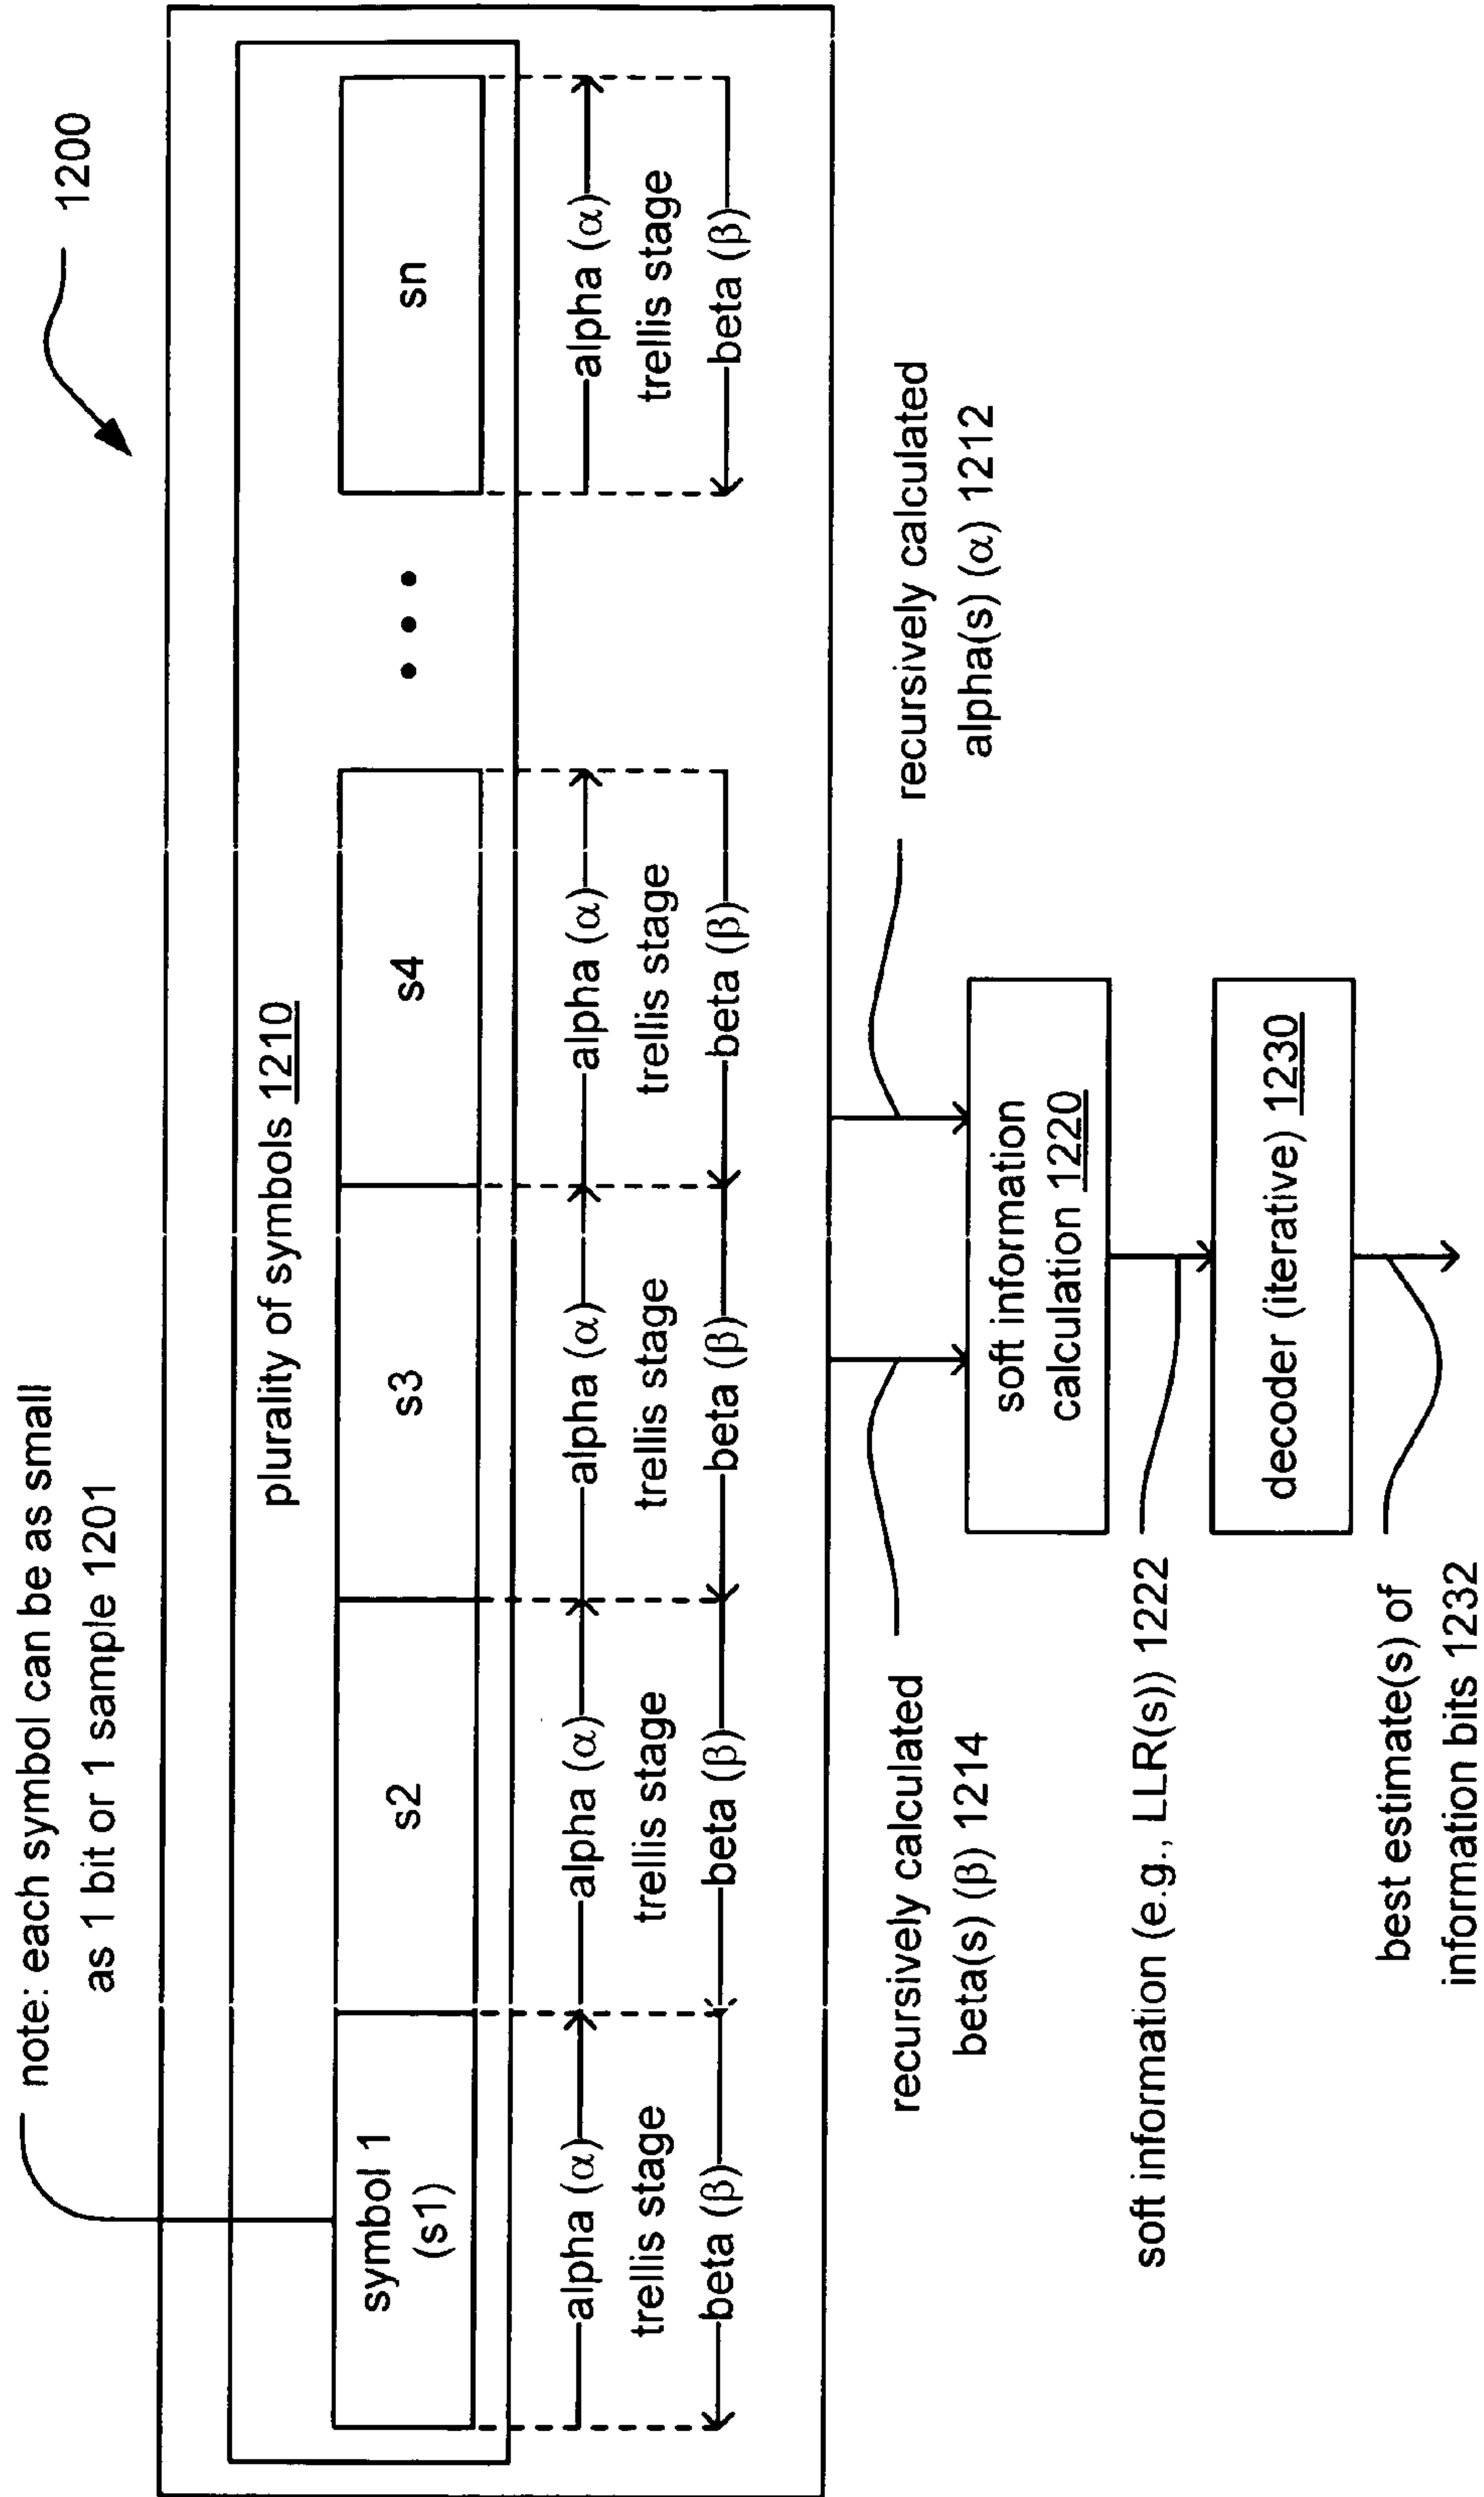 note: each symbol can be as small
as 1 bit or 1 sample 1201
1200
plurality of symbols 1210
symbol 1
(s1)
s2
s3
s4
sn
alpha (α)
alpha (α)
alpha (α)
alpha (α)
alpha (α)
trellis stage
trellis stage
trellis stage
trellis stage
trellis stage
beta (β)
beta (β)
beta (β)
beta (β)
beta (β)
recursively calculated
beta(s) (β) 1214
recursively calculated
alpha(s) (α) 1212
soft information
calculation 1220
soft information (e.g., LLR(s)) 1222
decoder (iterative) 1230
best estimate(s) of
information bits 1232